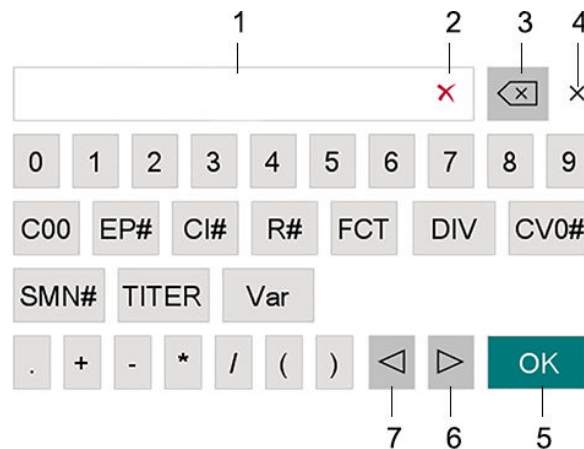 1 2 3 4
0 1 2 3 4 5 6 7 8 9
C00 EP# CI# R# FCT DIV CV0#
SMN# TITER Var
. + - * / ( ) OK
7 6 5